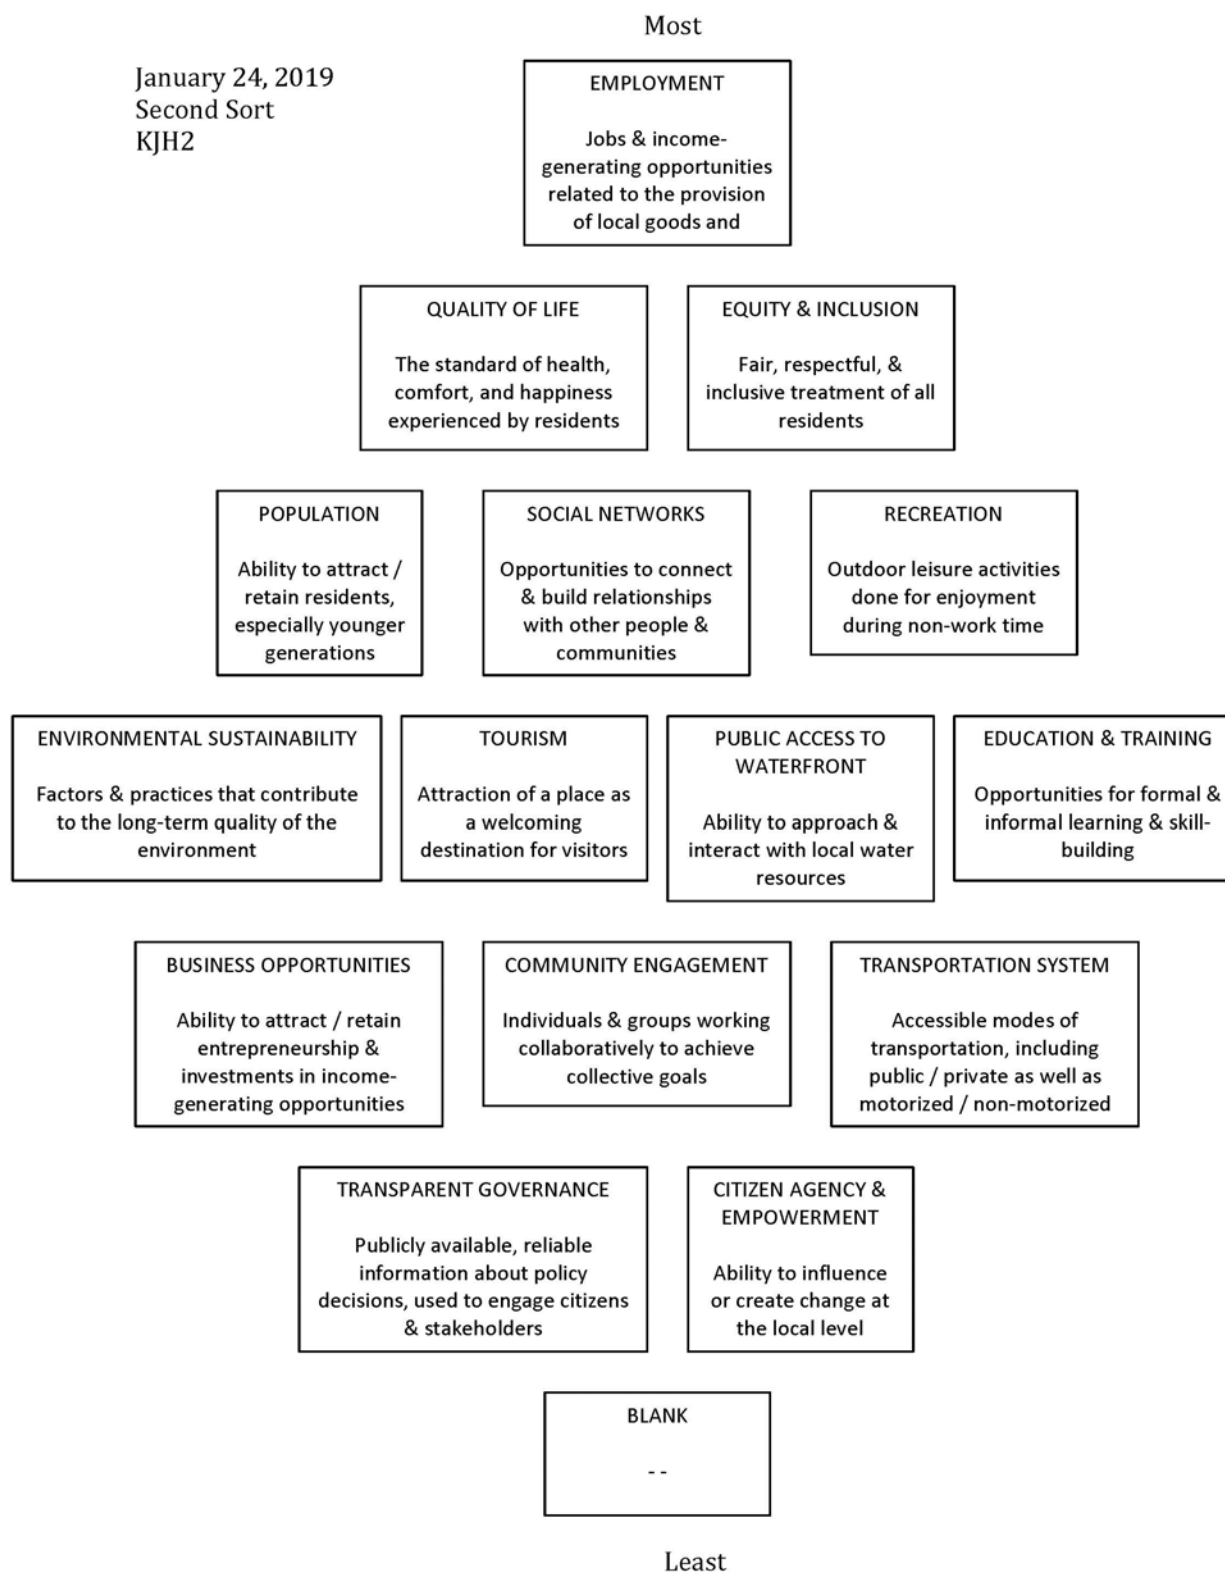 Most
January 24, 2019
Second Sort
KJH2
EMPLOYMENT
Jobs & income-
generating opportunities
related to the provision
of local goods and
QUALITY OF LIFE
The standard of health,
comfort, and happiness
experienced by residents
EQUITY & INCLUSION
Fair, respectful, &
inclusive treatment of all
residents
POPULATION
Ability to attract /
retain residents,
especially younger
generations
SOCIAL NETWORKS
Opportunities to connect
& build relationships
with other people &
communities
RECREATION
Outdoor leisure activities
done for enjoyment
during non-work time
ENVIRONMENTAL SUSTAINABILITY
Factors & practices that contribute
to the long-term quality of the
environment
TOURISM
Attraction of a place as
a welcoming
destination for visitors
PUBLIC ACCESS TO
WATERFRONT
Ability to approach &
interact with local water
resources
EDUCATION & TRAINING
Opportunities for formal &
informal learning & skill-
building
BUSINESS OPPORTUNITIES
Ability to attract / retain
entrepreneurship &
investments in income-
generating opportunities
COMMUNITY ENGAGEMENT
Individuals & groups working
collaboratively to achieve
collective goals
TRANSPORTATION SYSTEM
Accessible modes of
transportation, including
public / private as well as
motorized / non-motorized
TRANSPARENT GOVERNANCE
Publicly available, reliable
information about policy
decisions, used to engage citizens
& stakeholders
CITIZEN AGENCY &
EMPOWERMENT
Ability to influence
or create change at
the local level
BLANK
- -
Least